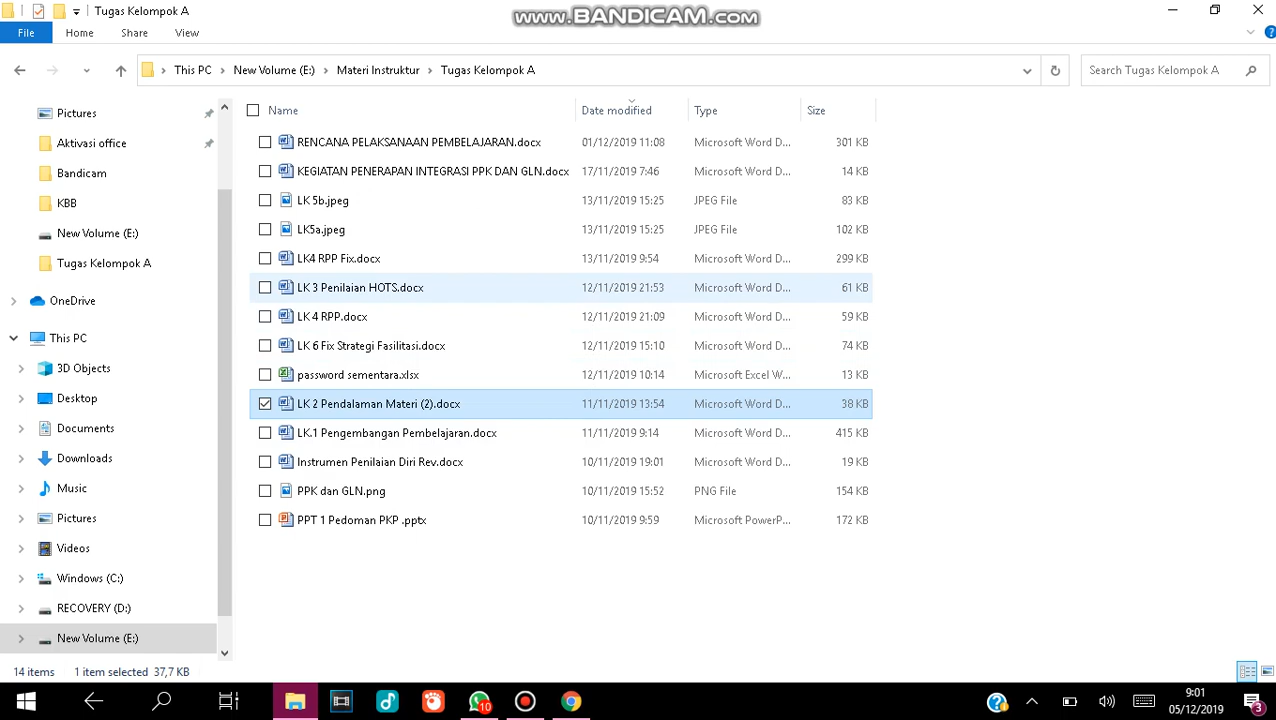 Tugas Kelompok A
www.BANDICAM.com
File Home Share View
This PC New Volume (E:) Materi Instruktur Tugas Kelompok A
Search Tugas Kelompok A
Name Date modified Type Size
Pictures
Aktivasi office
Bandicam
KBB
New Volume (E:)
Tugas Kelompok A
OneDrive
This PC
3D Objects
Desktop
Documents
Downloads
Music
Pictures
Videos
Windows (C:)
RECOVERY (D:)
New Volume (E:)
RENCANA PELAKSANAAN PEMBELAJARAN.docx 01/12/2019 11:08 Microsoft Word D... 301 KB
KEGIATAN PENERAPAN INTEGRASI PPK DAN GLN.docx 17/11/2019 7:46 Microsoft Word D... 14 KB
LK 5b.jpeg 13/11/2019 15:25 JPEG File 83 KB
LK5a.jpeg 13/11/2019 15:25 JPEG File 102 KB
LK4 RPP Fix.docx 13/11/2019 9:54 Microsoft Word D... 299 KB
LK 3 Penilaian HOTS.docx 12/11/2019 21:53 Microsoft Word D... 61 KB
LK 4 RPP.docx 12/11/2019 21:09 Microsoft Word D... 59 KB
LK 6 Fix Strategi Fasilitasi.docx 12/11/2019 15:10 Microsoft Word D... 74 KB
password sementara.xlsx 12/11/2019 10:14 Microsoft Excel W... 13 KB
LK 2 Pendalaman Materi (2).docx 11/11/2019 13:54 Microsoft Word D... 38 KB
LK.1 Pengembangan Pembelajaran.docx 11/11/2019 9:14 Microsoft Word D... 415 KB
Instrumen Penilaian Diri Rev.docx 10/11/2019 19:01 Microsoft Word D... 19 KB
PPK dan GLN.png 10/11/2019 15:52 PNG File 154 KB
PPT 1 Pedoman PKP .pptx 10/11/2019 9:59 Microsoft PowerP... 172 KB
14 items 1 item selected 37,7 KB
10
9:01
05/12/2019
3